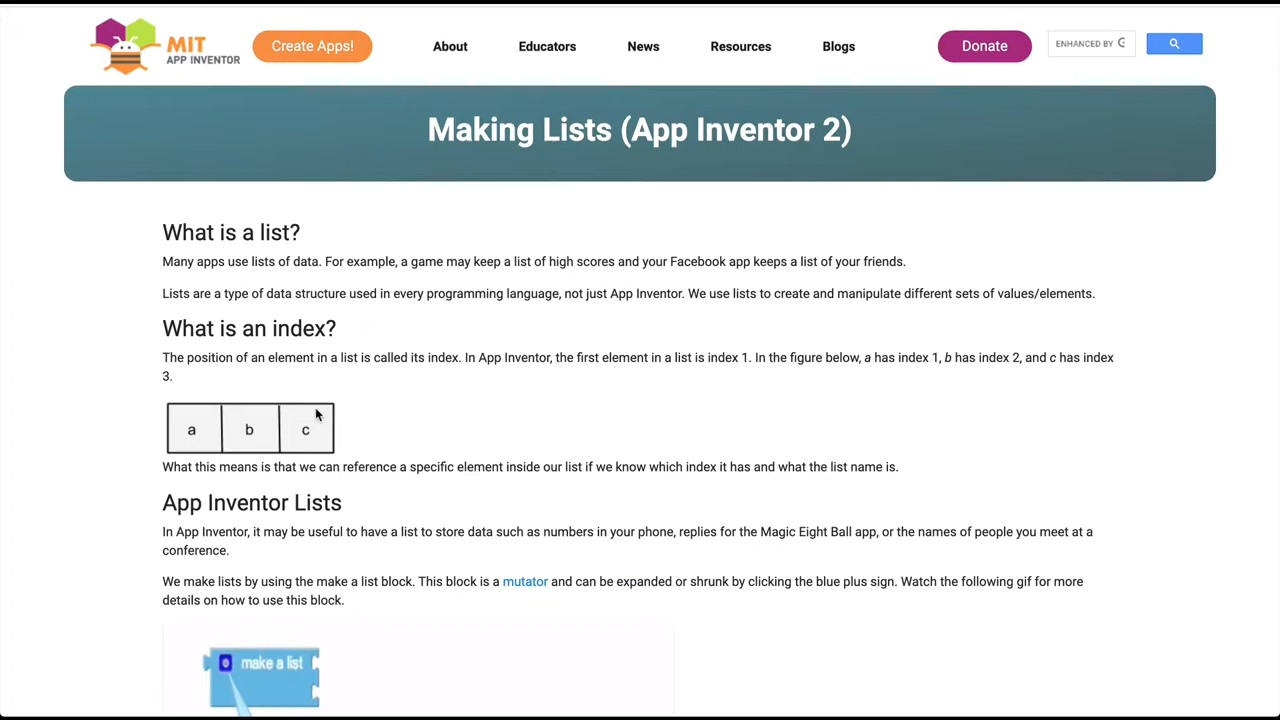 MIT
APP INVENTOR
Create Apps!
About
Educators
News
Resources
Blogs
Donate
ENHANCED BY G
Making Lists (App Inventor 2)
What is a list?
Many apps use lists of data. For example, a game may keep a list of high scores and your Facebook app keeps a list of your friends.
Lists are a type of data structure used in every programming language, not just App Inventor. We use lists to create and manipulate different sets of values/elements.
What is an index?
The position of an element in a list is called its index. In App Inventor, the first element in a list is index 1. In the figure below, a has index 1, b has index 2, and c has index
3.
a b c
What this means is that we can reference a specific element inside our list if we know which index it has and what the list name is.
App Inventor Lists
In App Inventor, it may be useful to have a list to store data such as numbers in your phone, replies for the Magic Eight Ball app, or the names of people you meet at a
conference.
We make lists by using the make a list block. This block is a mutator and can be expanded or shrunk by clicking the blue plus sign. Watch the following gif for more
details on how to use this block.
make a list